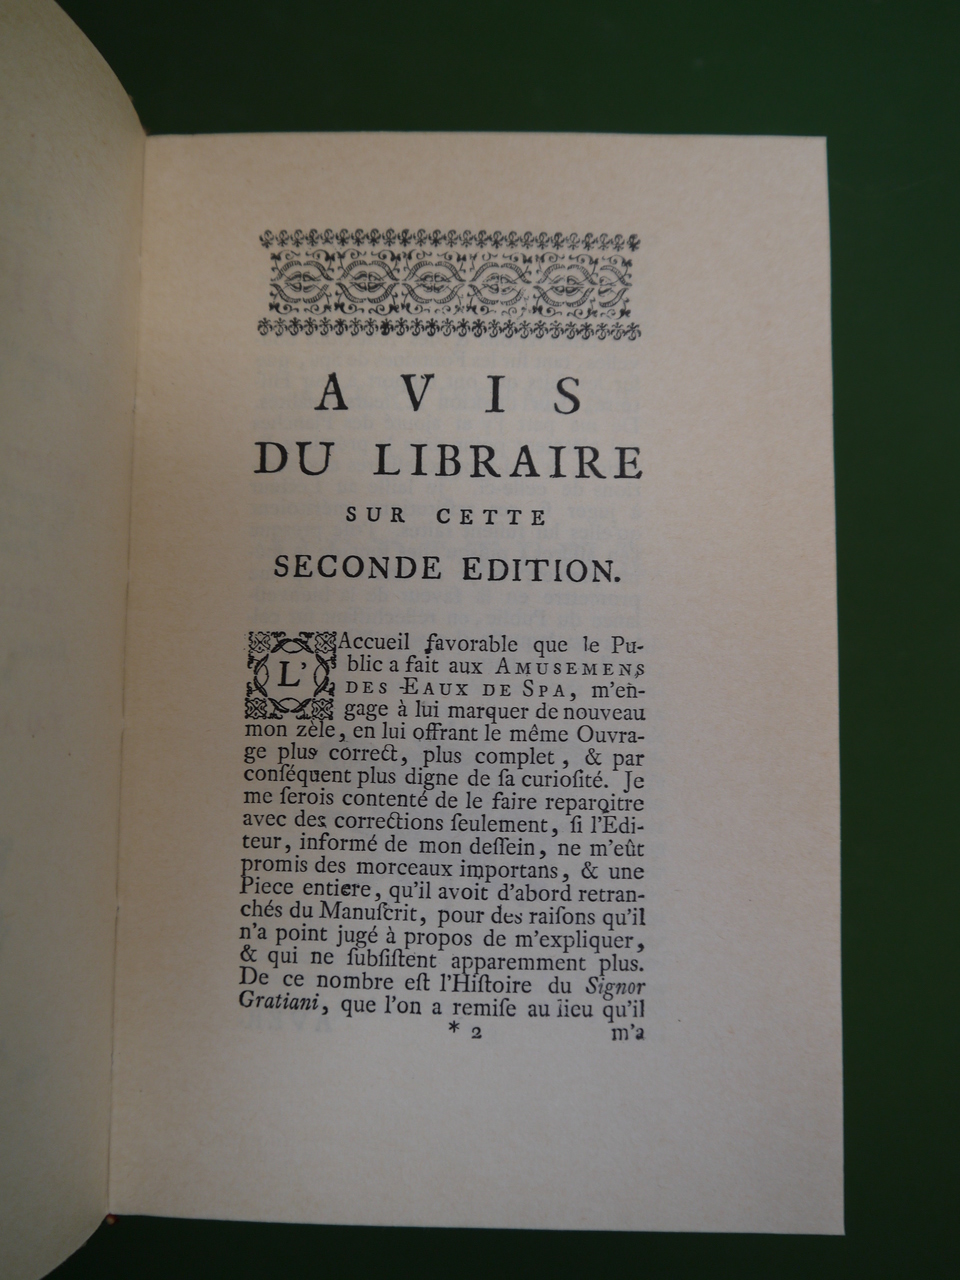 AVIS
DU LIBRAIRE
SUR CETTE
SECONDE EDITION.
L'Accueil favorable que le Pu-
blic a fait aux AMUSEMENS
DES EAUX DE SPA, m'en-
gage à lui marquer de nouveau
mon zèle, en lui offrant le même Ouvra-
ge plus correct, plus complet, & par
conſéquent plus digne de ſa curioſité. Je
me ſerois contenté de le faire reparoitre
avec des corrections ſeulement, ſi l'Edi-
teur, informé de mon deſſein, ne m'eût
promis des morceaux importans, & une
Piece entiere, qu'il avoit d'abord retran-
chés du Manuſcrit, pour des raiſons qu'il
n'a point jugé à propos de m'expliquer,
& qui ne ſubſiſtent apparemment plus.
De ce nombre eſt l'Hiſtoire du Signor
Gratiani, que l'on a remiſe au lieu qu'il
* 2 m'a